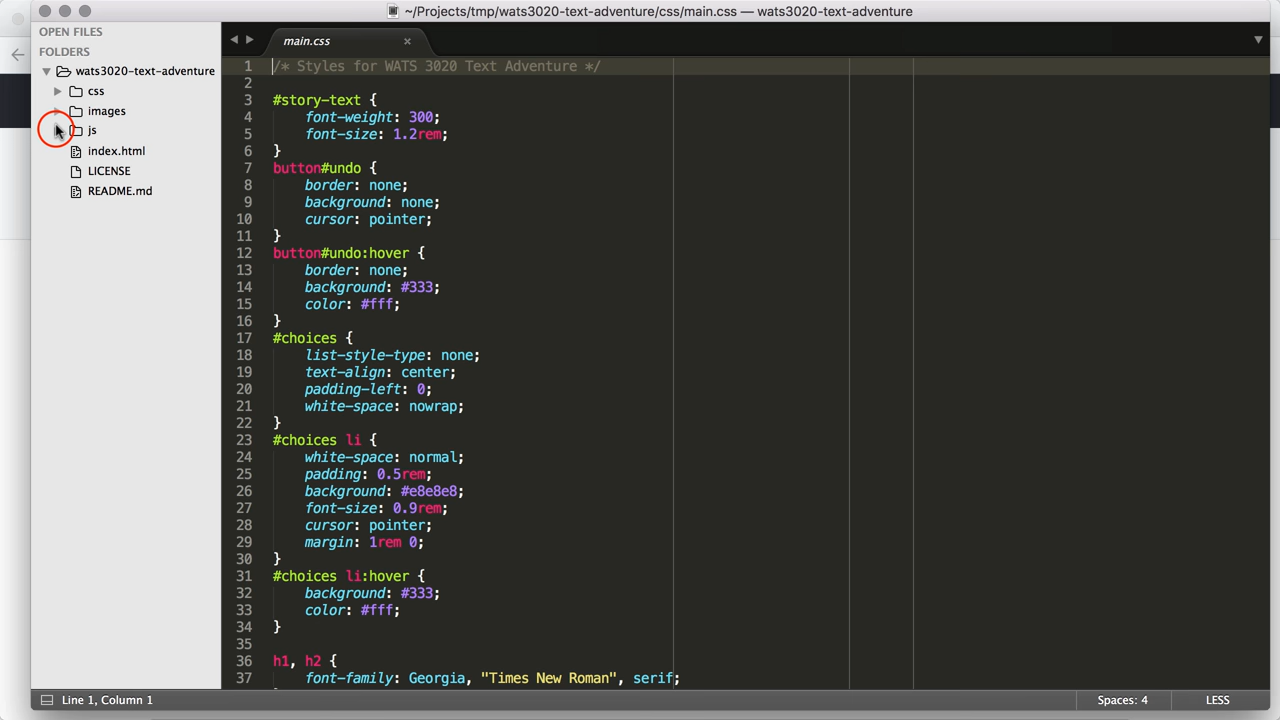 ~/Projects/tmp/wats3020-text-adventure/css/main.css — wats3020-text-adventure
OPEN FILES
FOLDERS
wats3020-text-adventure
css
images
js
index.html
LICENSE
README.md
main.css ×
1 /* Styles for WATS 3020 Text Adventure */
2
3 #story-text {
4 font-weight: 300;
5 font-size: 1.2rem;
6 }
7 button#undo {
8 border: none;
9 background: none;
10 cursor: pointer;
11 }
12 button#undo:hover {
13 border: none;
14 background: #333;
15 color: #fff;
16 }
17 #choices {
18 list-style-type: none;
19 text-align: center;
20 padding-left: 0;
21 white-space: nowrap;
22 }
23 #choices li {
24 white-space: normal;
25 padding: 0.5rem;
26 background: #e8e8e8;
27 font-size: 0.9rem;
28 cursor: pointer;
29 margin: 1rem 0;
30 }
31 #choices li:hover {
32 background: #333;
33 color: #fff;
34 }
35
36 h1, h2 {
37 font-family: Georgia, "Times New Roman", serif;
Line 1, Column 1
Spaces: 4
LESS